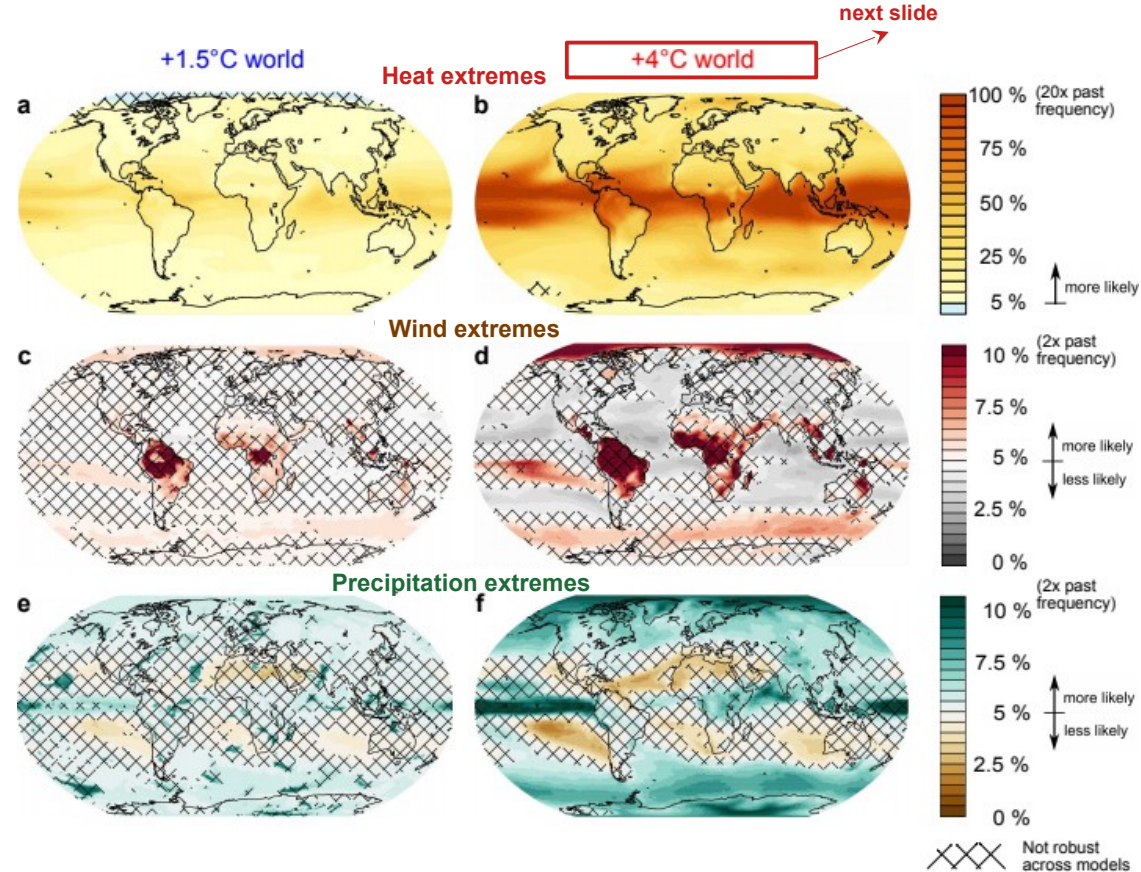 next slide
+1.5°C world
+4°C world
Heat extremes
a
b
100 %
(20x past
frequency)
75 %
50 %
25 %
5 %
more likely
Wind extremes
c
d
10 %
(2x past
frequency)
7.5 %
5 %
2.5 %
0 %
more likely
less likely
Precipitation extremes
e
f
10 %
(2x past
frequency)
7.5 %
5 %
2.5 %
0 %
more likely
less likely
Not robust
across models